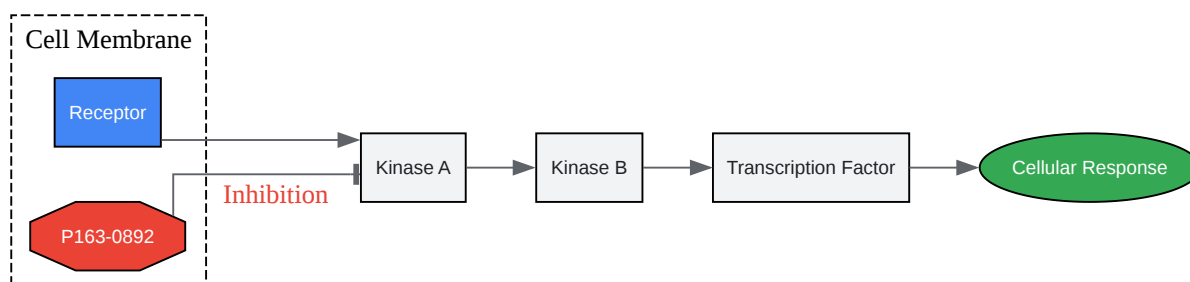 Cell Membrane
Receptor
P163-0892
Inhibition
Kinase A
Kinase B
Transcription Factor
Cellular Response